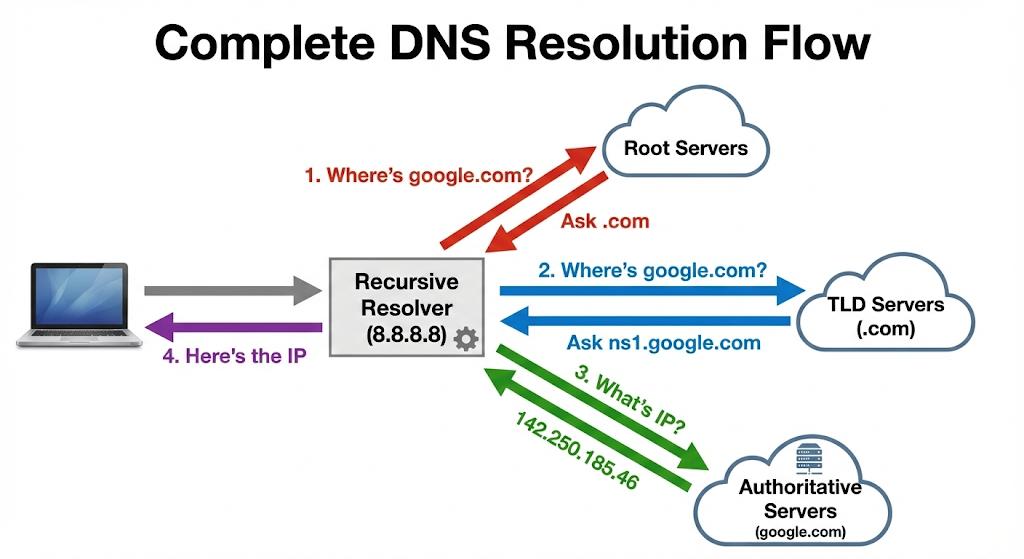 Complete DNS Resolution Flow
Root Servers
1. Where's google.com?
Ask .com
Recursive
Resolver
(8.8.8.8)
2. Where's google.com?
TLD Servers
(.com)
Ask ns1.google.com
4. Here's the IP
3. What's IP?
142.250.185.46
Authoritative
Servers
(google.com)